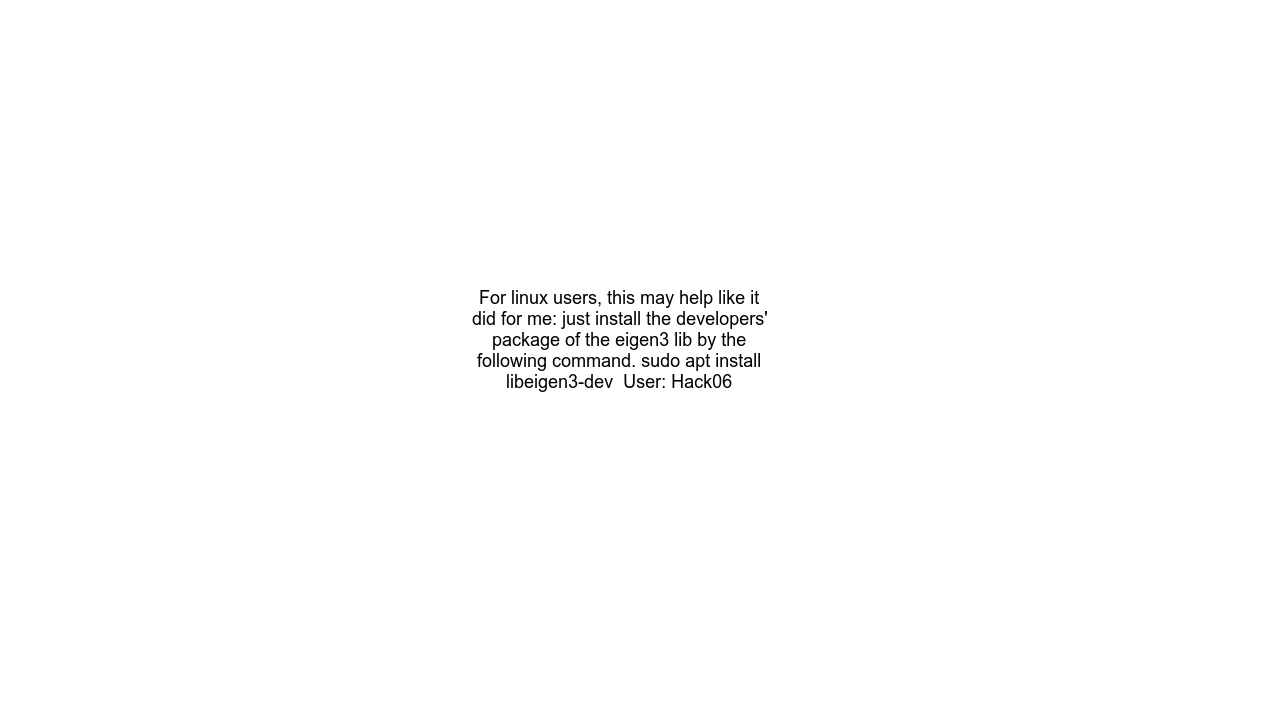 For linux users, this may help like it
did for me: just install the developers'
package of the eigen3 lib by the
following command. sudo apt install
libeigen3-dev  User: Hack06